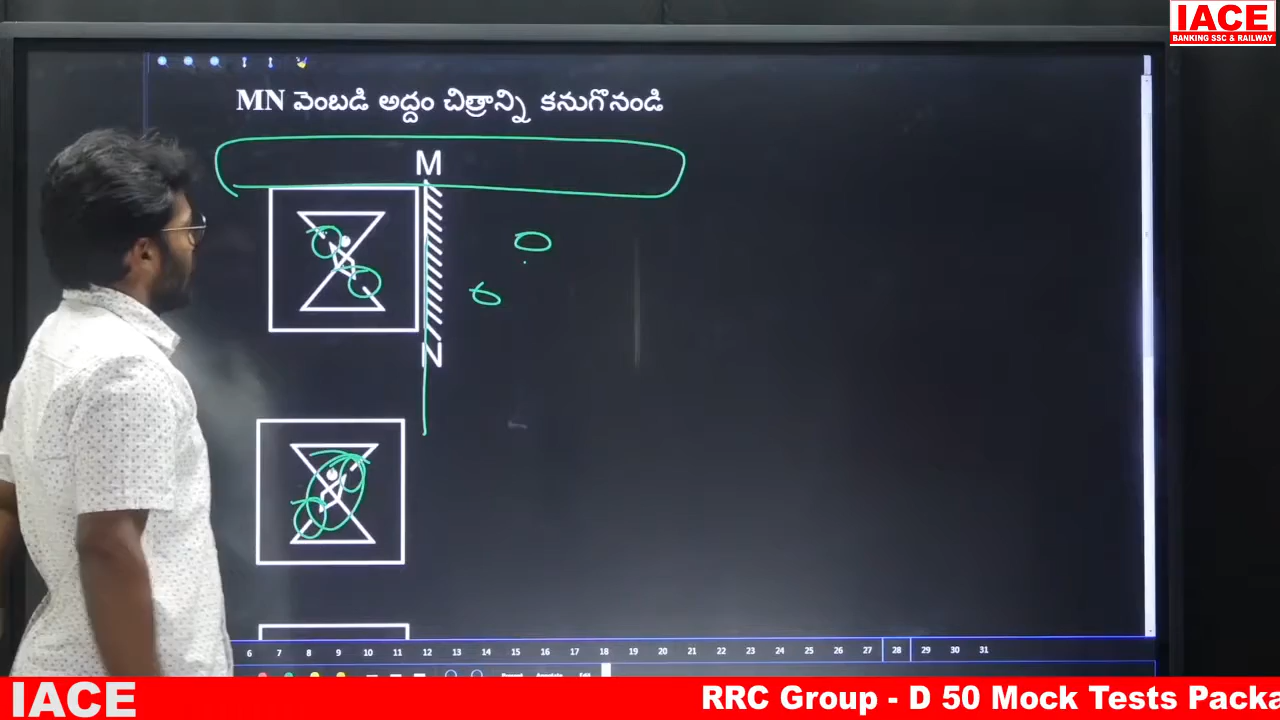 IACE
BANKING SSC & RAILWAY
MN వెంబడి అద్దం చిత్రాన్ని కనుగొనండి
M
N
6 7 8 9 10 11 12 13 14 15 16 17 18 19 20 21 22 23 24 25 26 27 28 29 30 31
IACE
RRC Group - D 50 Mock Tests Packa